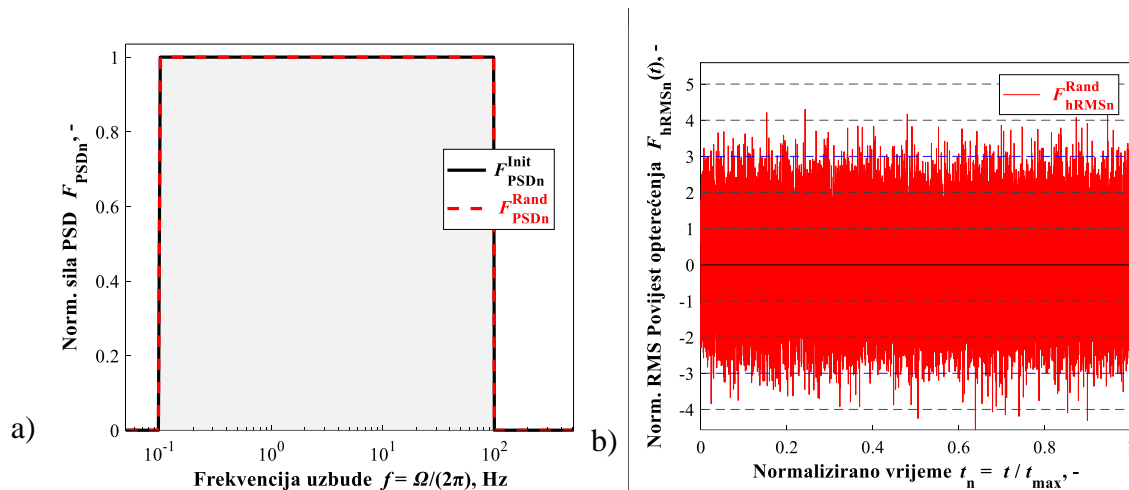 1
0.8
0.6
0.4
0.2
0
10^-1
10^0
10^1
10^2
Norm. sila PSD F_PSDn, -
Frekvencija uzbude f = Ω/(2π), Hz
F^Init_PSDn
F^Rand_PSDn
a)
5
4
3
2
1
0
-1
-2
-3
-4
0
0.2
0.4
0.6
0.8
1
Norm. RMS Povijest opterećenja F_hRMSn(t), -
Normalizirano vrijeme t_n = t / t_max, -
F^Rand_hRMSn
b)